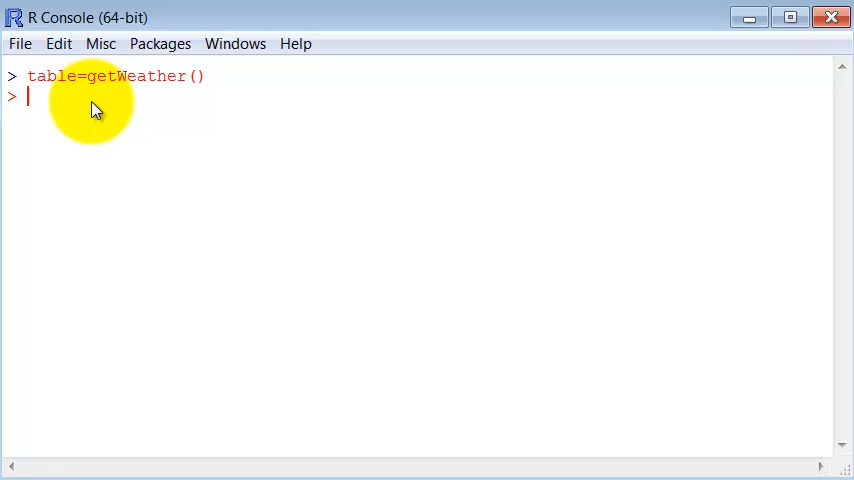 R Console (64-bit)
File Edit Misc Packages Windows Help
> table=getWeather()
>